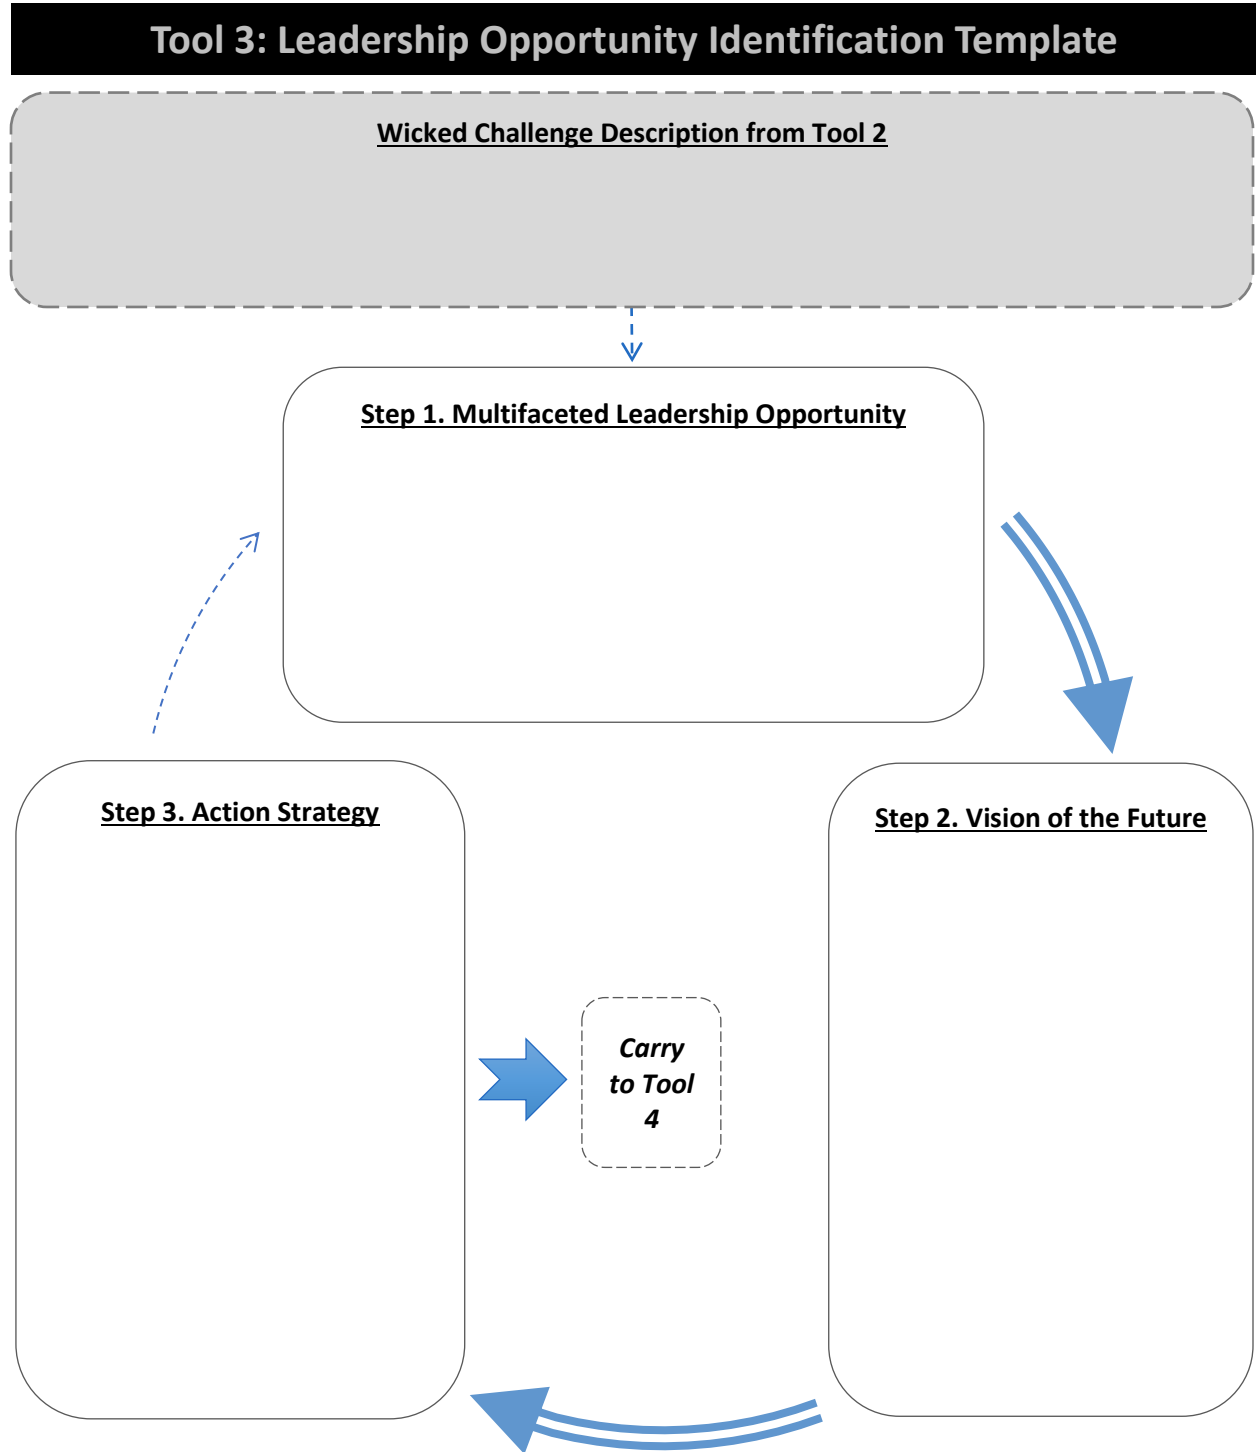 Tool 3: Leadership Opportunity Identification Template
Wicked Challenge Description from Tool 2
Step 1. Multifaceted Leadership Opportunity
Step 3. Action Strategy
Step 2. Vision of the Future
Carry
to Tool
4